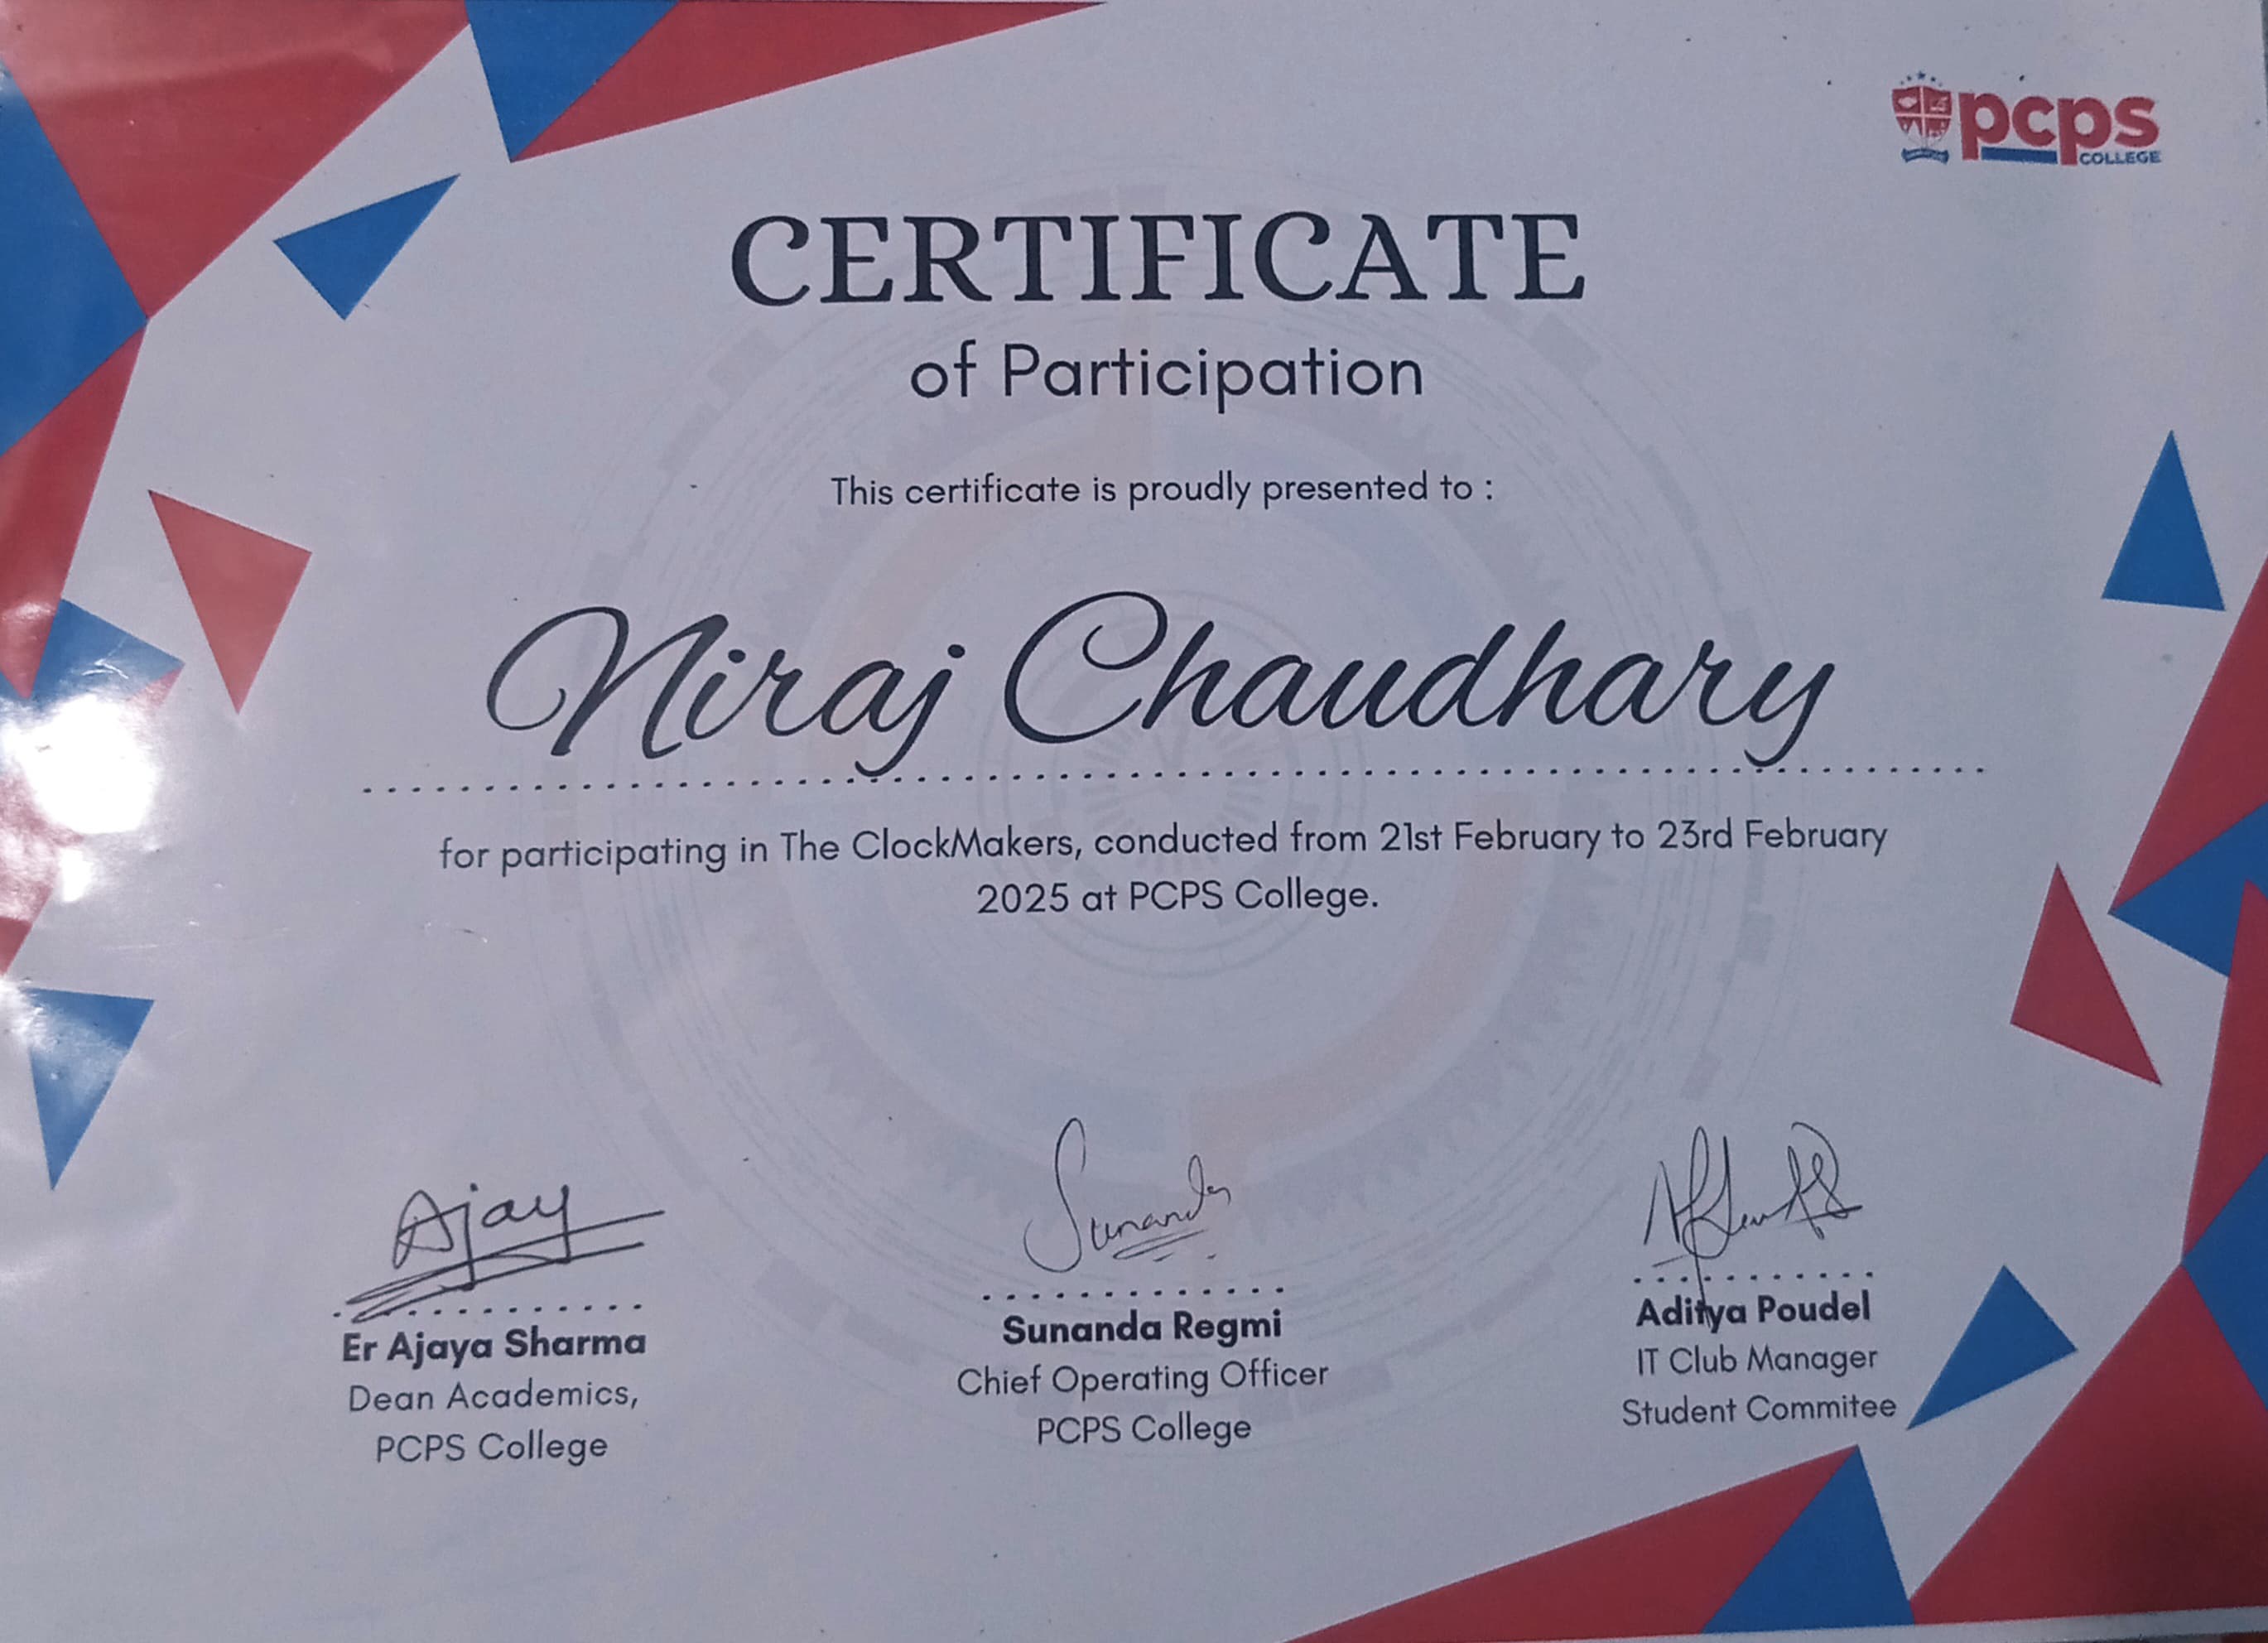 pcps
COLLEGE
CERTIFICATE
of Participation
This certificate is proudly presented to :
Niraj Chaudhary
for participating in The ClockMakers, conducted from 21st February to 23rd February
2025 at PCPS College.
Ajay
Sunanda
Er Ajaya Sharma
Dean Academics,
PCPS College
Sunanda Regmi
Chief Operating Officer
PCPS College
Aditya Poudel
IT Club Manager
Student Commitee